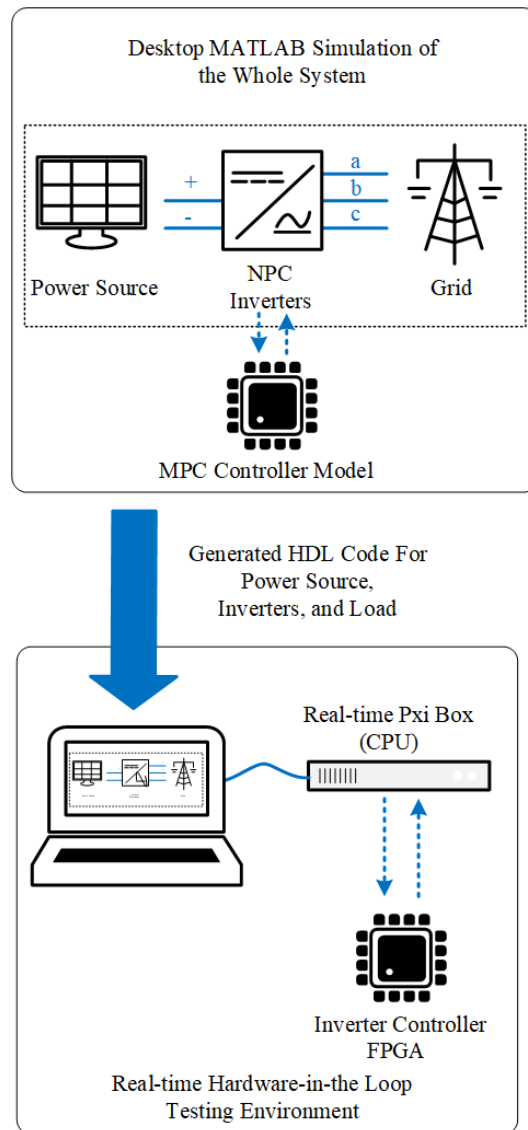 Desktop MATLAB Simulation of
the Whole System
+
-
a
b
c
Power Source
NPC
Inverters
Grid
MPC Controller Model
Generated HDL Code For
Power Source,
Inverters, and Load
Real-time Pxi Box
(CPU)
Inverter Controller
FPGA
Real-time Hardware-in-the Loop
Testing Environment